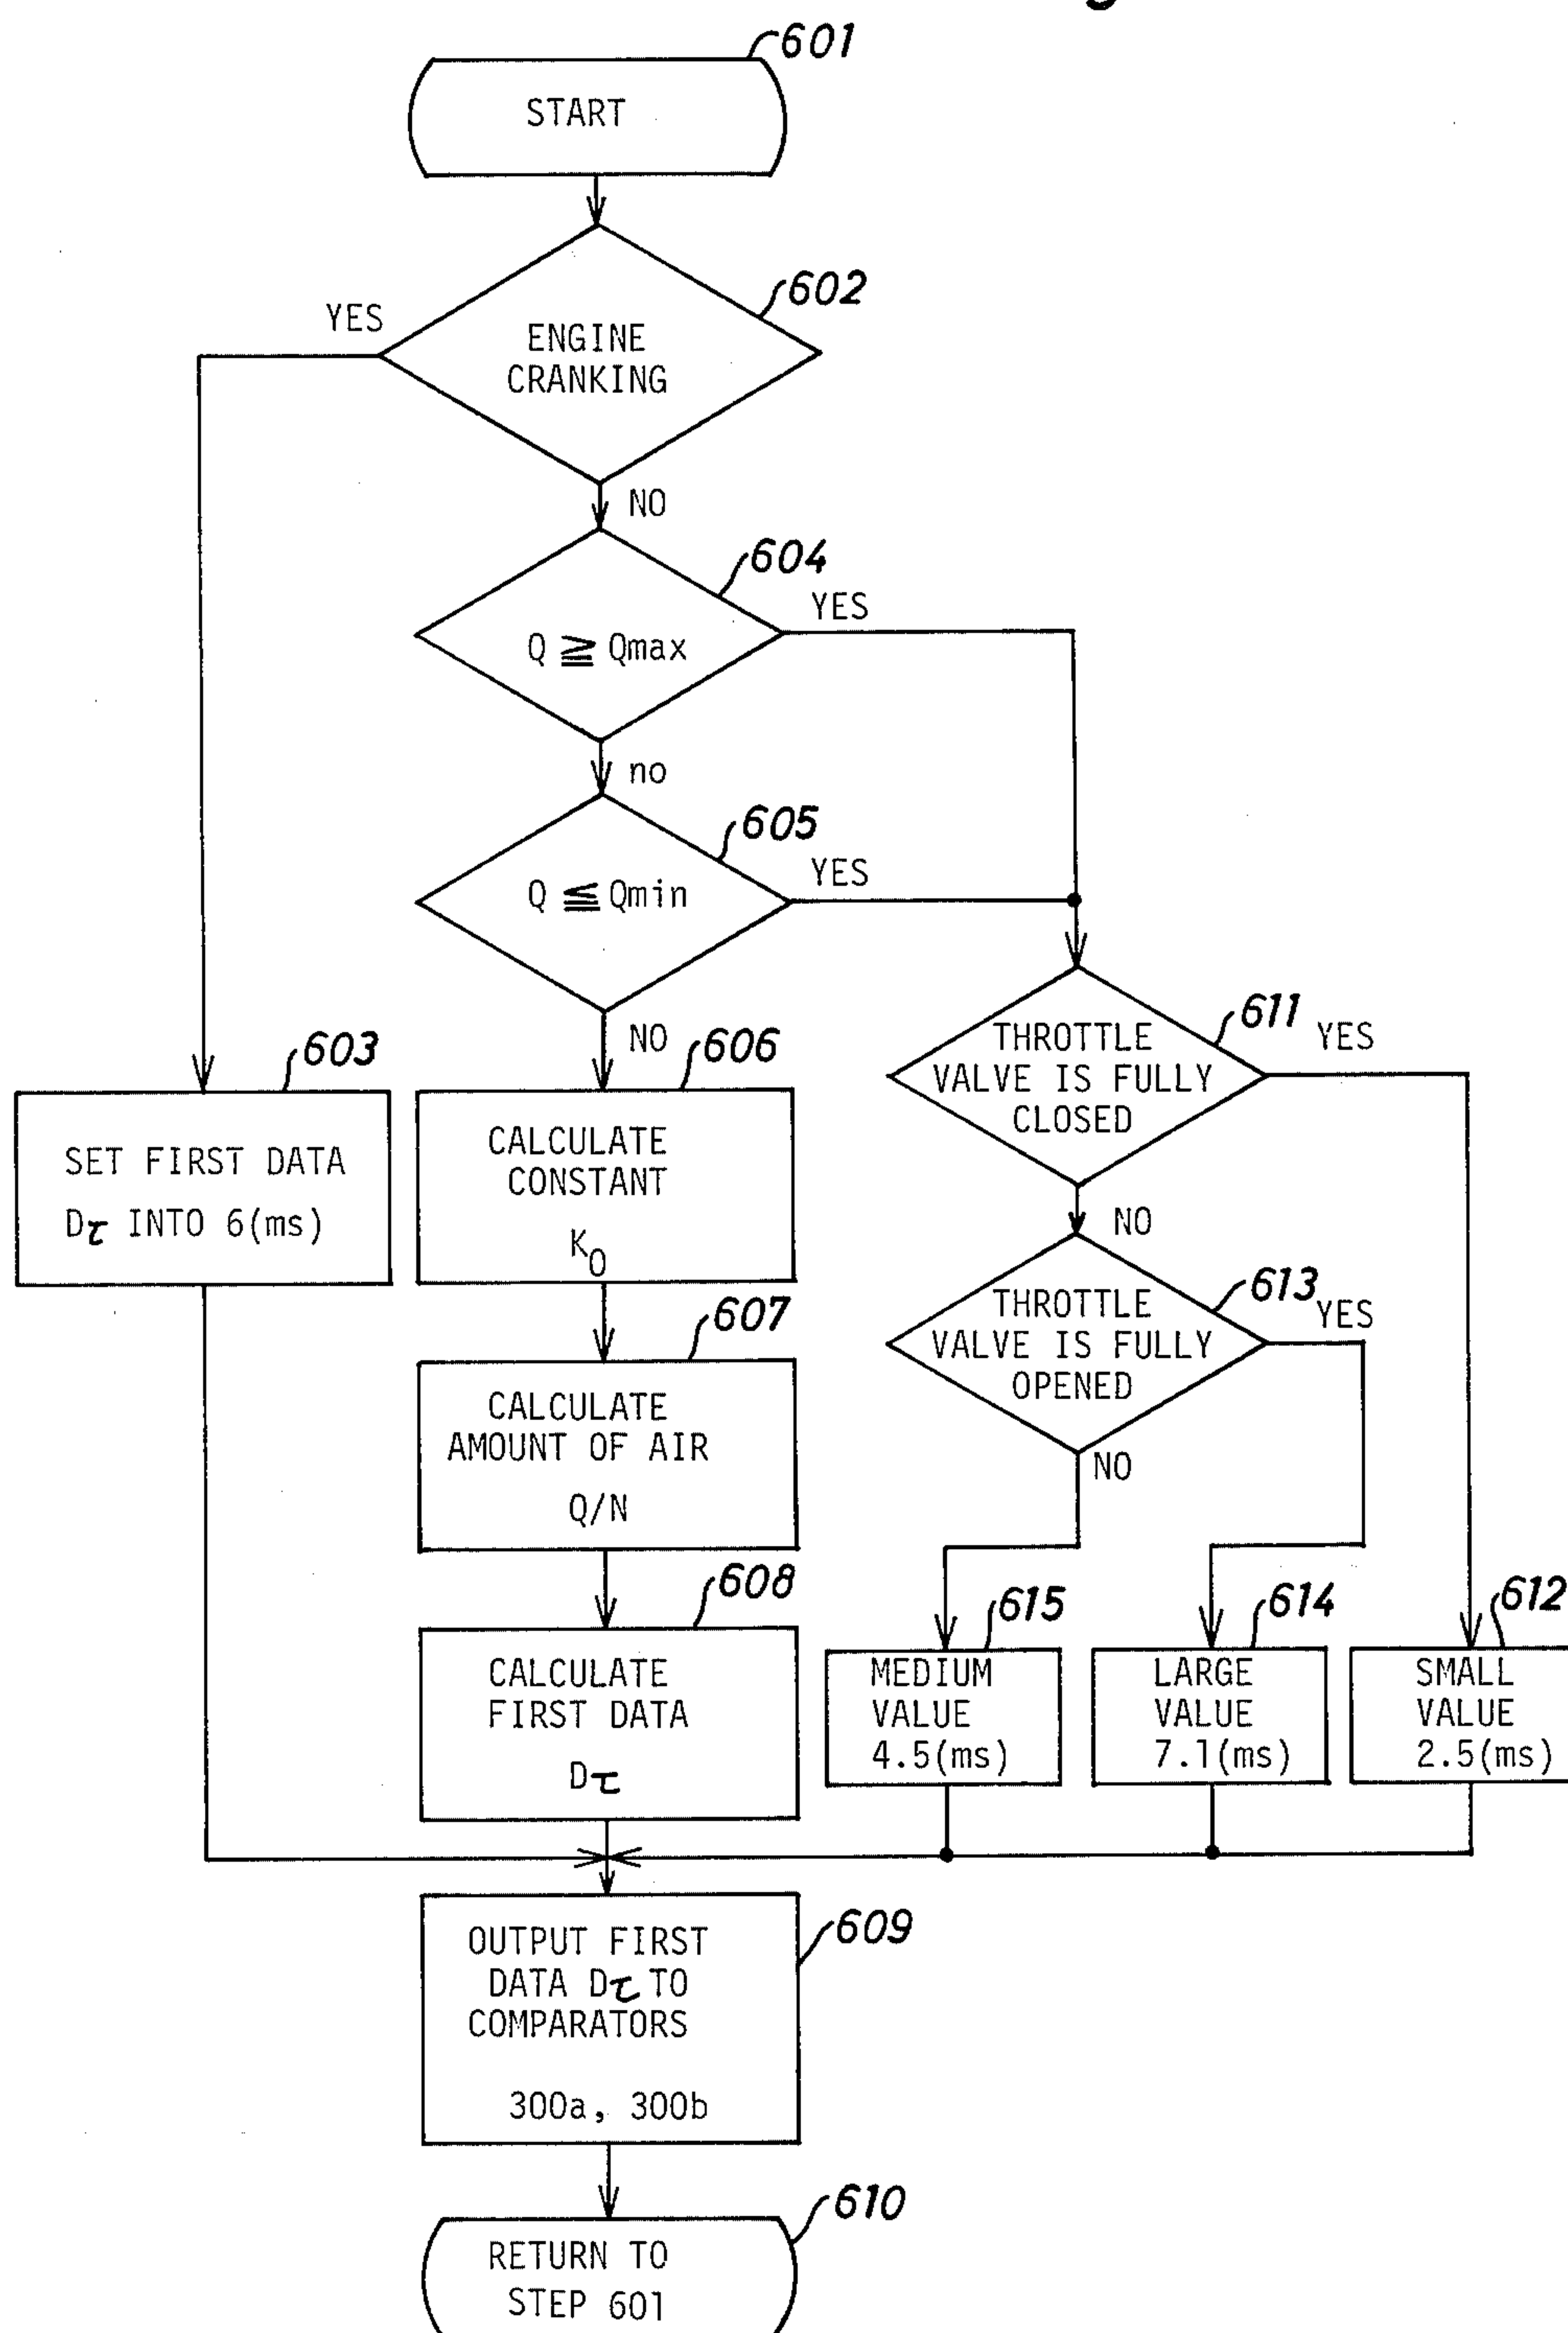 601
START
602
YES
ENGINE
CRANKING
NO
604
YES
Q ≧ Qmax
no
605
YES
Q ≦ Qmin
NO
603
SET FIRST DATA
Dτ INTO 6(ms)
606
CALCULATE
CONSTANT
K0
611
YES
THROTTLE
VALVE IS FULLY
CLOSED
NO
607
CALCULATE
AMOUNT OF AIR
Q/N
613
YES
THROTTLE
VALVE IS FULLY
OPENED
NO
608
CALCULATE
FIRST DATA
Dτ
615
MEDIUM
VALUE
4.5(ms)
614
LARGE
VALUE
7.1(ms)
612
SMALL
VALUE
2.5(ms)
609
OUTPUT FIRST
DATA Dτ TO
COMPARATORS
300a, 300b
610
RETURN TO
STEP 601